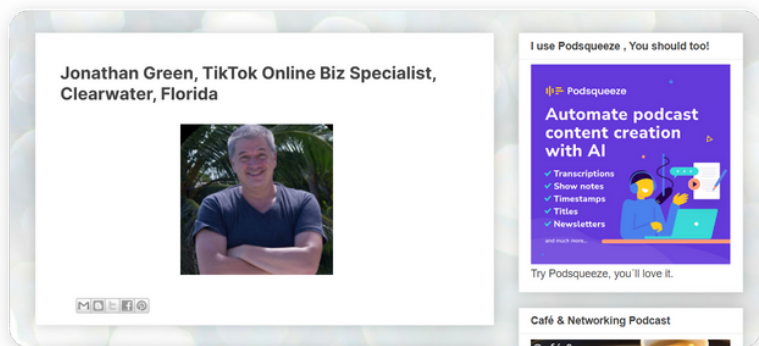 Jonathan Green, TikTok Online Biz Specialist,
Clearwater, Florida
I use Podsqueeze , You should too!
Podsqueeze
Automate podcast
content creation
with AI
✓ Transcriptions
✓ Show notes
✓ Timestamps
✓ Titles
✓ Newsletters
and much more...
Try Podsqueeze, you`ll love it.
Café & Networking Podcast